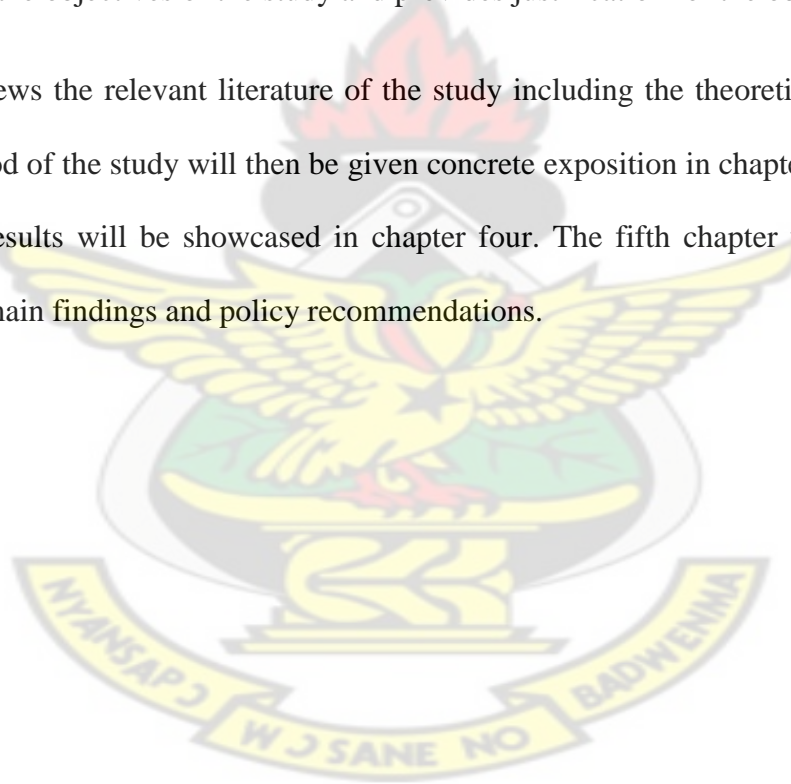 ews the relevant literature of the study including the theoreti
od of the study will then be given concrete exposition in chapte
esults will be showcased in chapter four. The fifth chapter
main findings and policy recommendations.
NYANSAPƆ WƆSANE NO BADWENMA